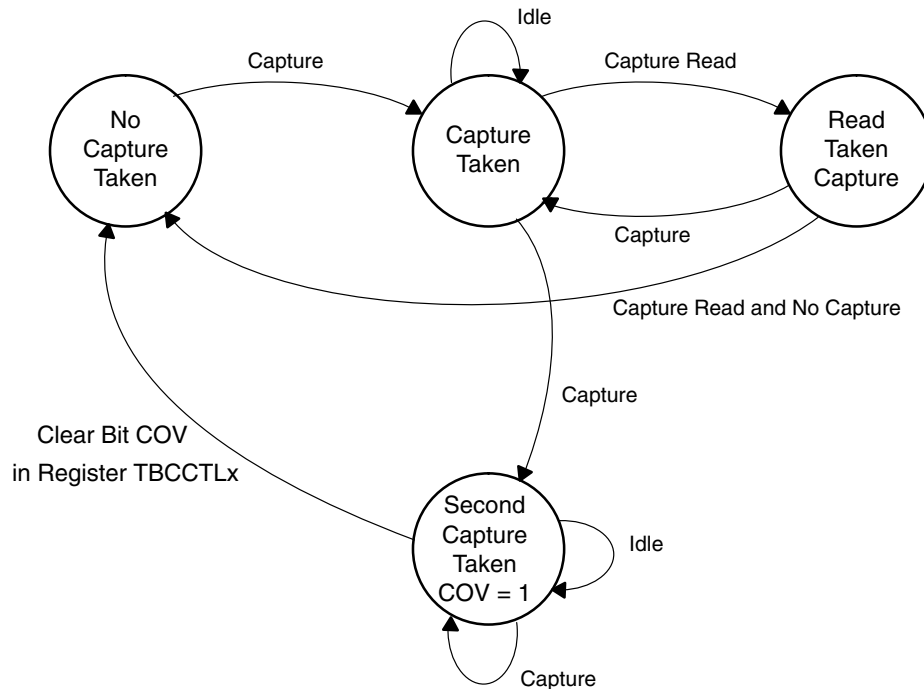 Idle
Capture
Capture Read
No
Capture
Taken
Capture
Taken
Read
Taken
Capture
Capture
Capture Read and No Capture
Capture
Clear Bit COV
in Register TBCCTLx
Second
Capture
Taken
COV = 1
Idle
Capture